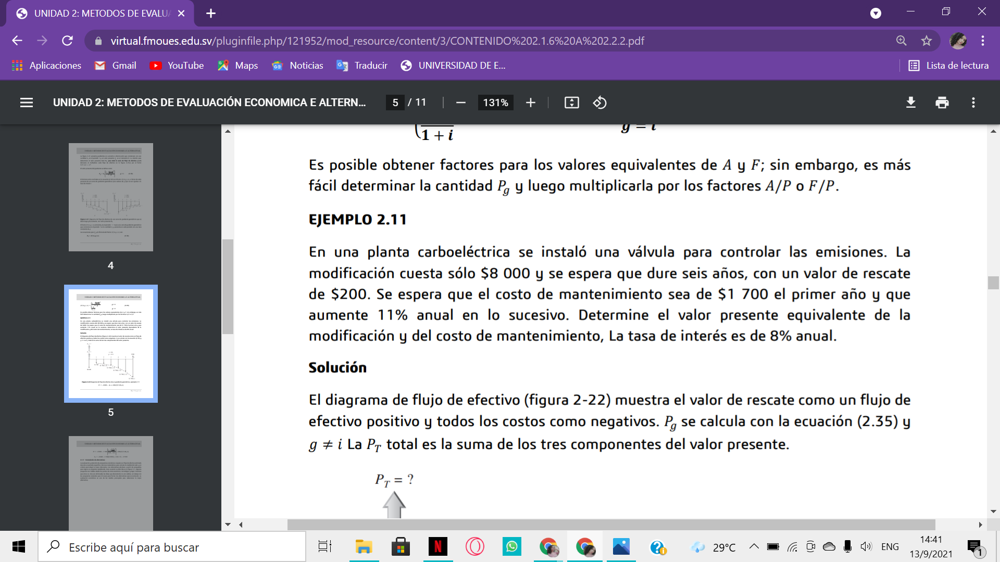 UNIDAD 2: METODOS DE EVALUA
virtual.fmoues.edu.sv/pluginfile.php/121952/mod_resource/content/3/CONTENIDO%202.1.6%20A%202.2.2.pdf
Aplicaciones Gmail YouTube Maps Noticias Traducir UNIVERSIDAD DE E... Lista de lectura
UNIDAD 2: METODOS DE EVALUACIÓN ECONOMICA E ALTERN... 5 / 11 131%
4
5
1 + i g = i
Es posible obtener factores para los valores equivalentes de A y F; sin embargo, es más
fácil determinar la cantidad P_g y luego multiplicarla por los factores A/P o F/P.
EJEMPLO 2.11
En una planta carboeléctrica se instaló una válvula para controlar las emisiones. La
modificación cuesta sólo $8 000 y se espera que dure seis años, con un valor de rescate
de $200. Se espera que el costo de mantenimiento sea de $1 700 el primer año y que
aumente 11% anual en lo sucesivo. Determine el valor presente equivalente de la
modificación y del costo de mantenimiento, La tasa de interés es de 8% anual.
Solución
El diagrama de flujo de efectivo (figura 2-22) muestra el valor de rescate como un flujo de
efectivo positivo y todos los costos como negativos. P_g se calcula con la ecuación (2.35) y
g ≠ i La P_T total es la suma de los tres componentes del valor presente.
P_T = ?
Escribe aquí para buscar
29°C ENG 14:41
13/9/2021
1